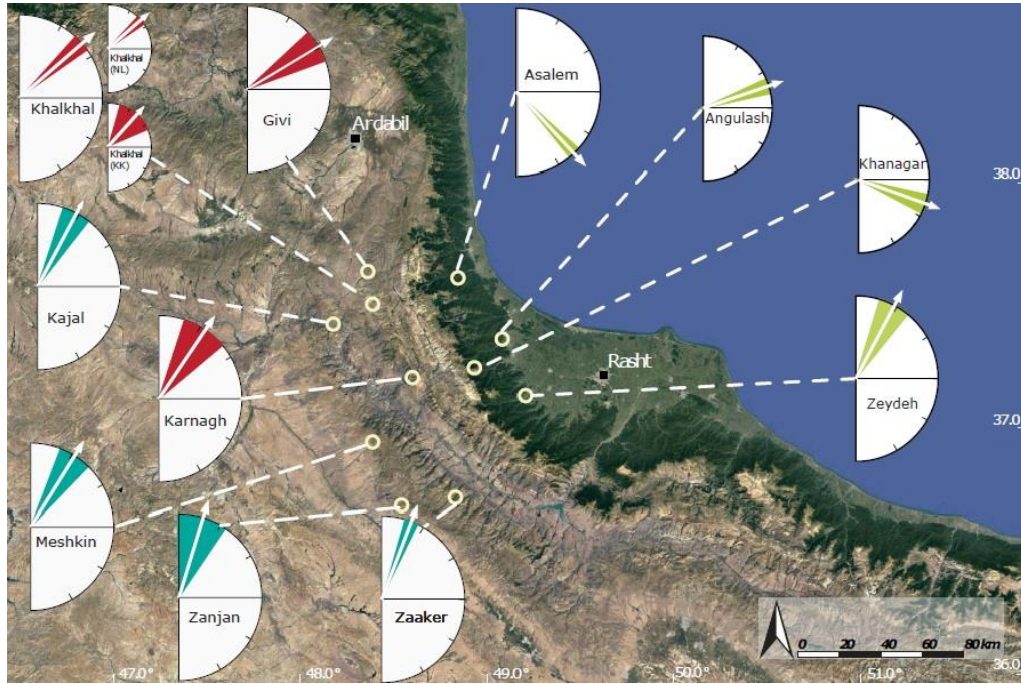 Khalkhal
Khalkhal
(NL)
Khalkhal
(KK)
Givi
Ardabil
Asalem
Angulash
Khanagan
38.0
Kajal
Karnagh
Rasht
Zeydeh
37.0
Meshkin
Zanjan
Zaaker
0 20 40 60 80 km
47.0° 48.0° 49.0° 50.0° 51.0° 36.0